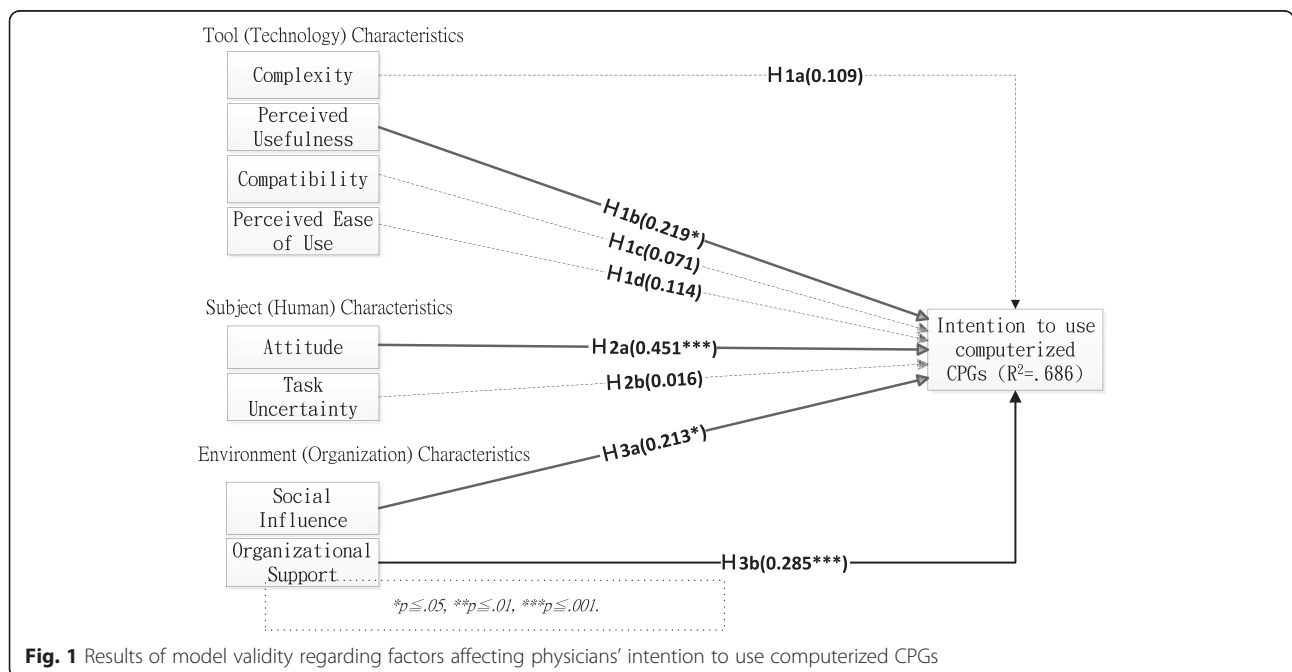 Tool (Technology) Characteristics
Complexity
H1a(0.109)
Perceived
Usefulness
Compatibility
Perceived Ease
of Use
H1b(0.219*)
H1c(0.071)
H1d(0.114)
Subject (Human) Characteristics
Attitude
H2a(0.451***)
Task
Uncertainty
H2b(0.016)
Intention to use
computerized
CPGs (R²=.686)
Environment (Organization) Characteristics
H3a(0.213*)
Social
Influence
Organizational
Support
H3b(0.285***)
*p≦.05, **p≦.01, ***p≦.001.
Fig. 1 Results of model validity regarding factors affecting physicians’ intention to use computerized CPGs